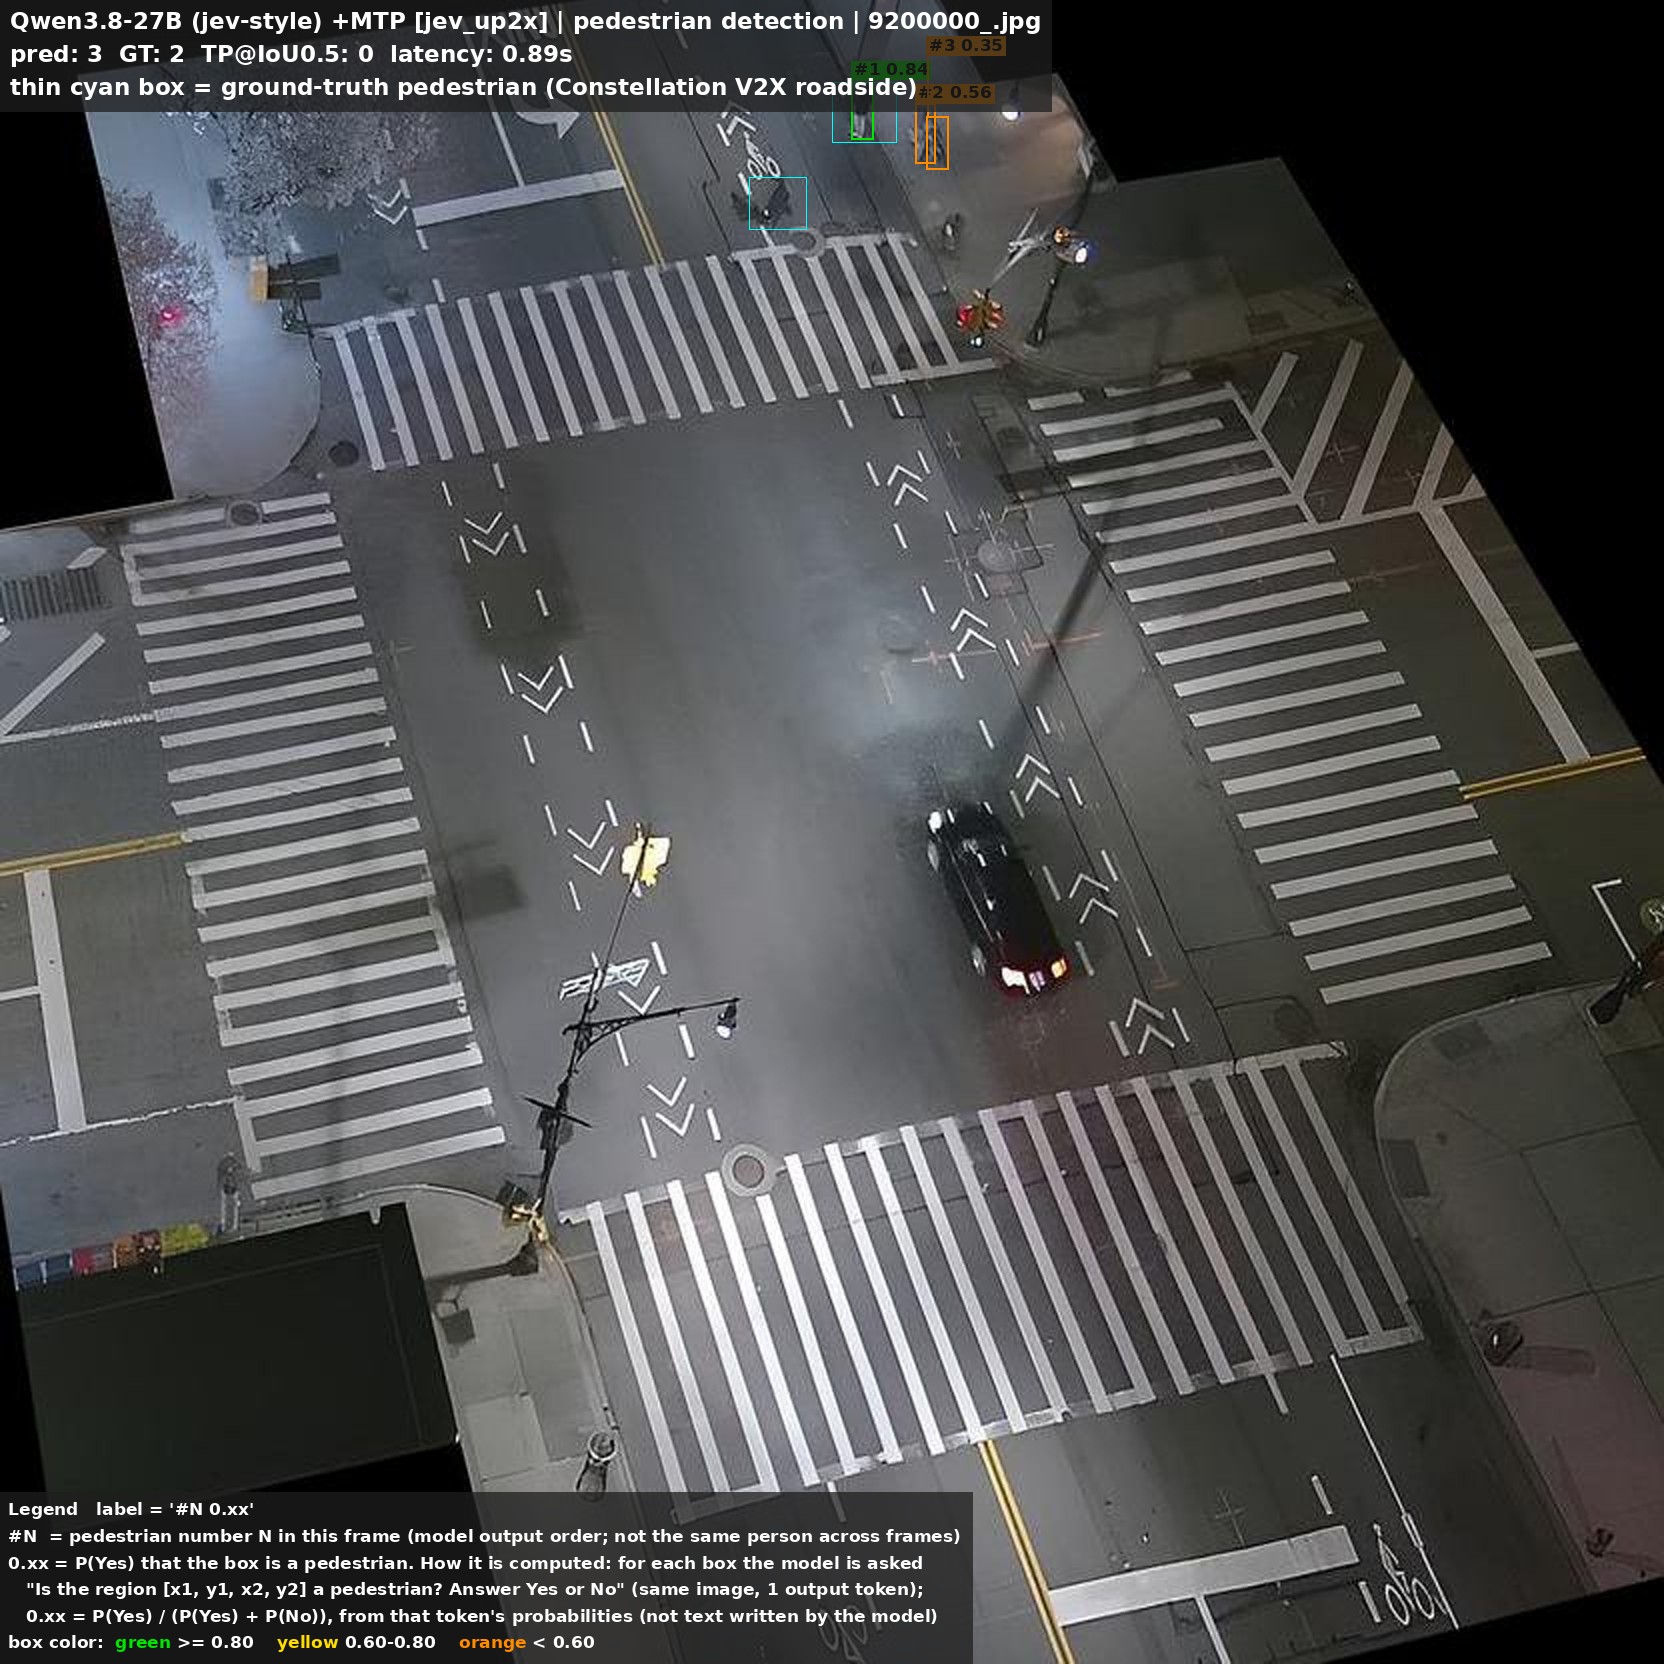 Qwen3.8-27B (jev-style) +MTP [jev_up2x] | pedestrian detection | 9200000_.jpg
pred: 3  GT: 2  TP@IoU0.5: 0  latency: 0.89s
thin cyan box = ground-truth pedestrian (Constellation V2X roadside)
#3 0.35
#1 0.84
#2 0.56
Legend   label = '#N 0.xx'
#N  = pedestrian number N in this frame (model output order; not the same person across frames)
0.xx = P(Yes) that the box is a pedestrian. How it is computed: for each box the model is asked
"Is the region [x1, y1, x2, y2] a pedestrian? Answer Yes or No" (same image, 1 output token);
0.xx = P(Yes) / (P(Yes) + P(No)), from that token's probabilities (not text written by the model)
box color:  green >= 0.80    yellow 0.60-0.80    orange < 0.60